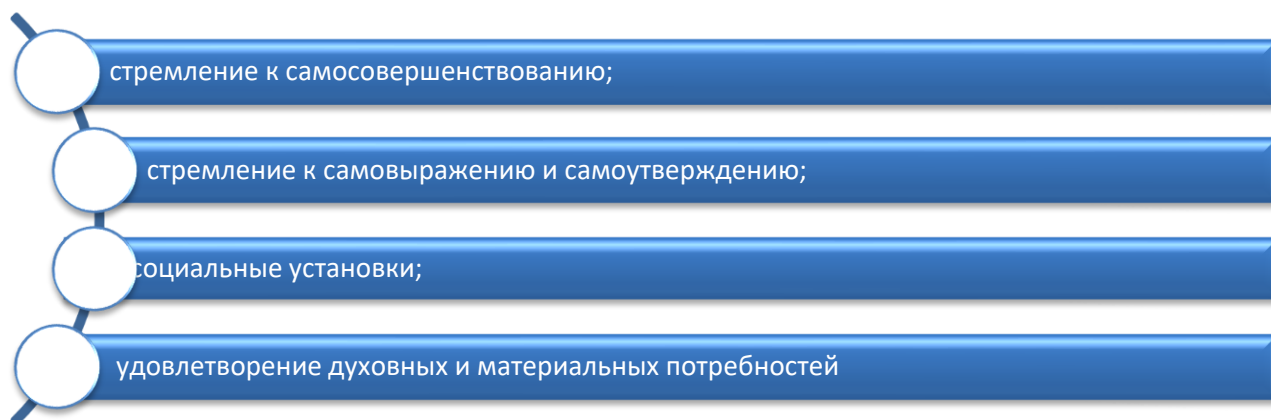 стремление к самосовершенствованию;
стремление к самовыражению и самоутверждению;
социальные установки;
удовлетворение духовных и материальных потребностей